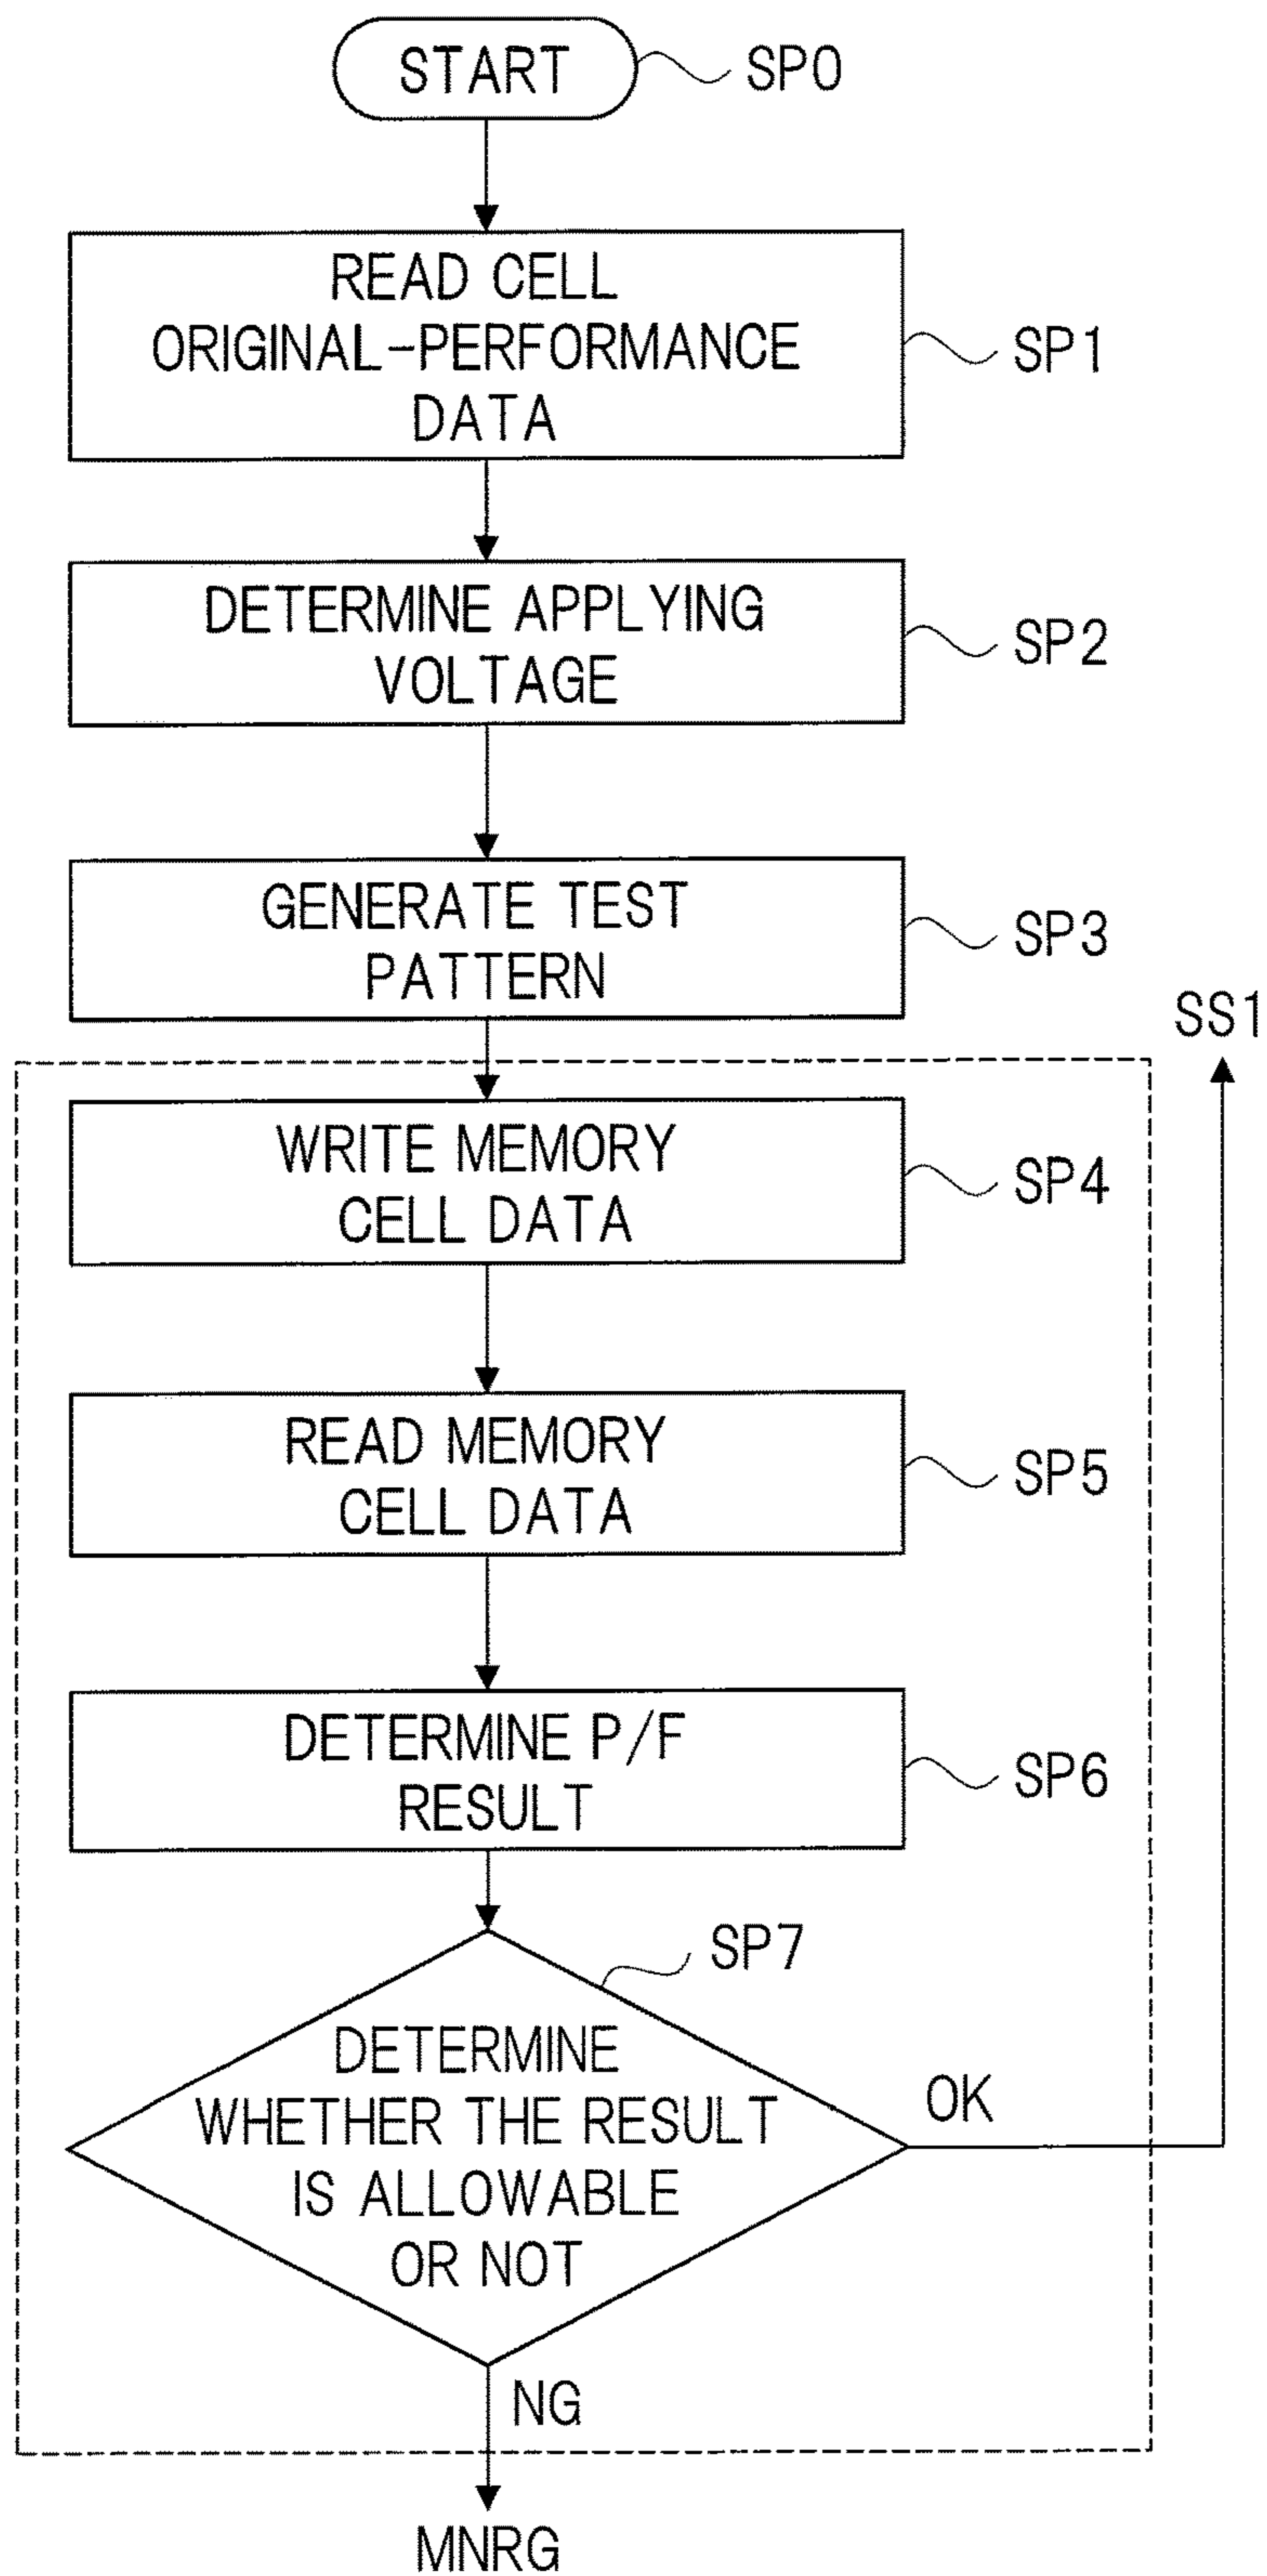 START
SP0
READ CELL
ORIGINAL-PERFORMANCE
DATA
SP1
DETERMINE APPLYING
VOLTAGE
SP2
GENERATE TEST
PATTERN
SP3
SS1
WRITE MEMORY
CELL DATA
SP4
READ MEMORY
CELL DATA
SP5
DETERMINE P/F
RESULT
SP6
SP7
DETERMINE
WHETHER THE RESULT
IS ALLOWABLE
OR NOT
OK
NG
MNRG